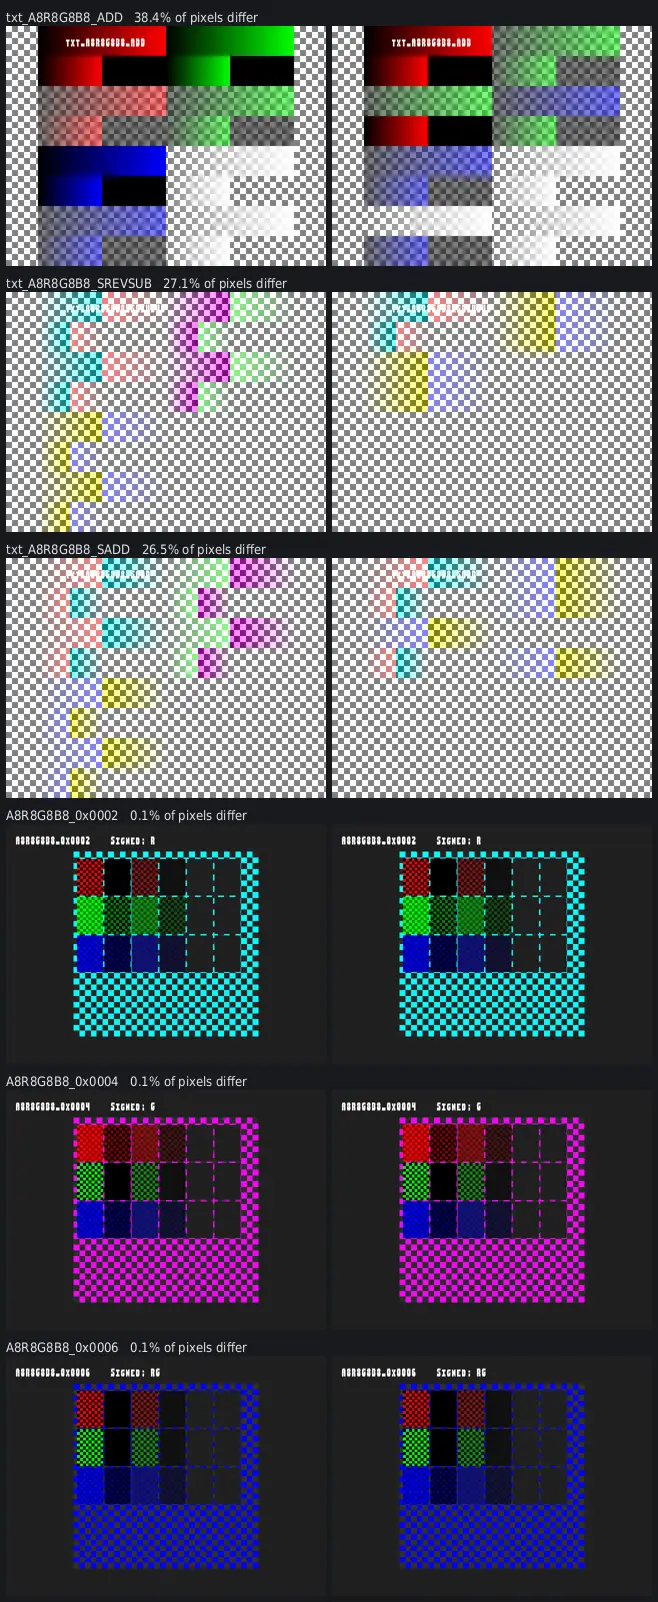 txt_A8R8G8B8_ADD 38.4% of pixels differ
TXT_A8R8G8B8_ADD TXT_A8R8G8B8_ADD
txt_A8R8G8B8_SREVSUB 27.1% of pixels differ
txt_A8R8G8B8_SADD 26.5% of pixels differ
A8R8G8B8_0x0002 0.1% of pixels differ
A8R8G8B8_0x0002 Signed: R A8R8G8B8_0x0002 Signed: R
A8R8G8B8_0x0004 0.1% of pixels differ
A8R8G8B8_0x0004 Signed: G A8R8G8B8_0x0004 Signed: G
A8R8G8B8_0x0006 0.1% of pixels differ
A8R8G8B8_0x0006 Signed: RG A8R8G8B8_0x0006 Signed: RG